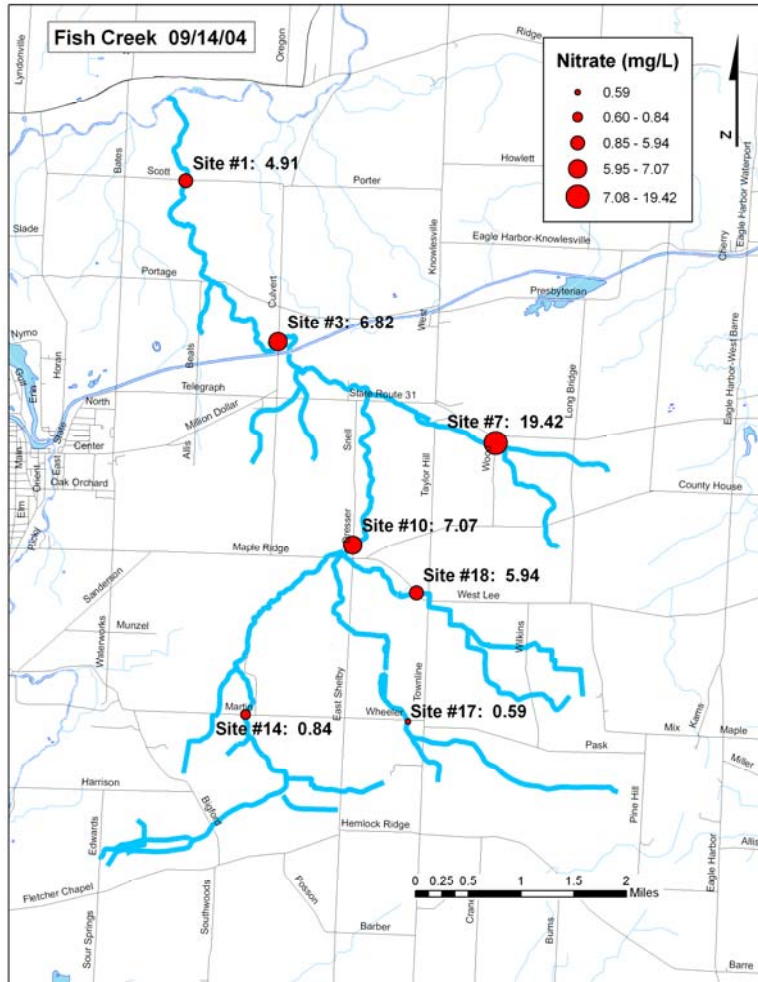 Fish Creek 09/14/04
Lyndonville
Oregon
Ridge
Nitrate (mg/L)
0.59
0.60 - 0.84
0.85 - 5.94
5.95 - 7.07
7.08 - 19.42
N
Bates
Site #1: 4.91
Scott
Porter
Howlett
Knowlesville
Eagle Harbor Waterport
Cherry
Slade
Eagle Harbor-Knowlesville
Portage
Culvert
Presbyterian
Site #3: 6.82
West
Nymo
Gulf
Erin
Horan
Beals
Telegraph
North
State Route 31
Long Bridge
Eagle Harbor-West Barre
Million Dollar
Site #7: 19.42
State
Center
Allis
Snell
Taylor Hill
Wood
Main
Orient
East
Oak Orchard
County House
Elm
Site #10: 7.07
Presser
Maple Ridge
Site #18: 5.94
West Lee
Sanderson
Waterworks
Munzel
Wilkins
East Shelby
Townline
Martin
Wheeler
Site #17: 0.59
Site #14: 0.84
Kams
Mix
Maple
Pask
Miller
Harrison
Bigford
Pine Hill
Edwards
Hemlock Ridge
Allis
Eagle Harbor
Fletcher Chapel
Posson
0 0.25 0.5 1 1.5 2
Miles
Southwoods
Sour Springs
Barber
Crane
Burns
Barre